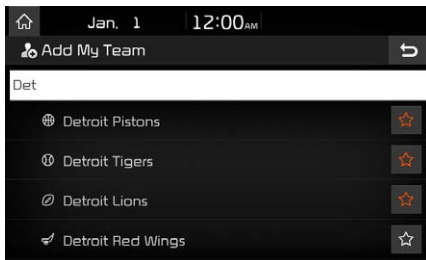 Jan. 1 12:00AM
Add My Team
Det
Detroit Pistons
Detroit Tigers
Detroit Lions
Detroit Red Wings